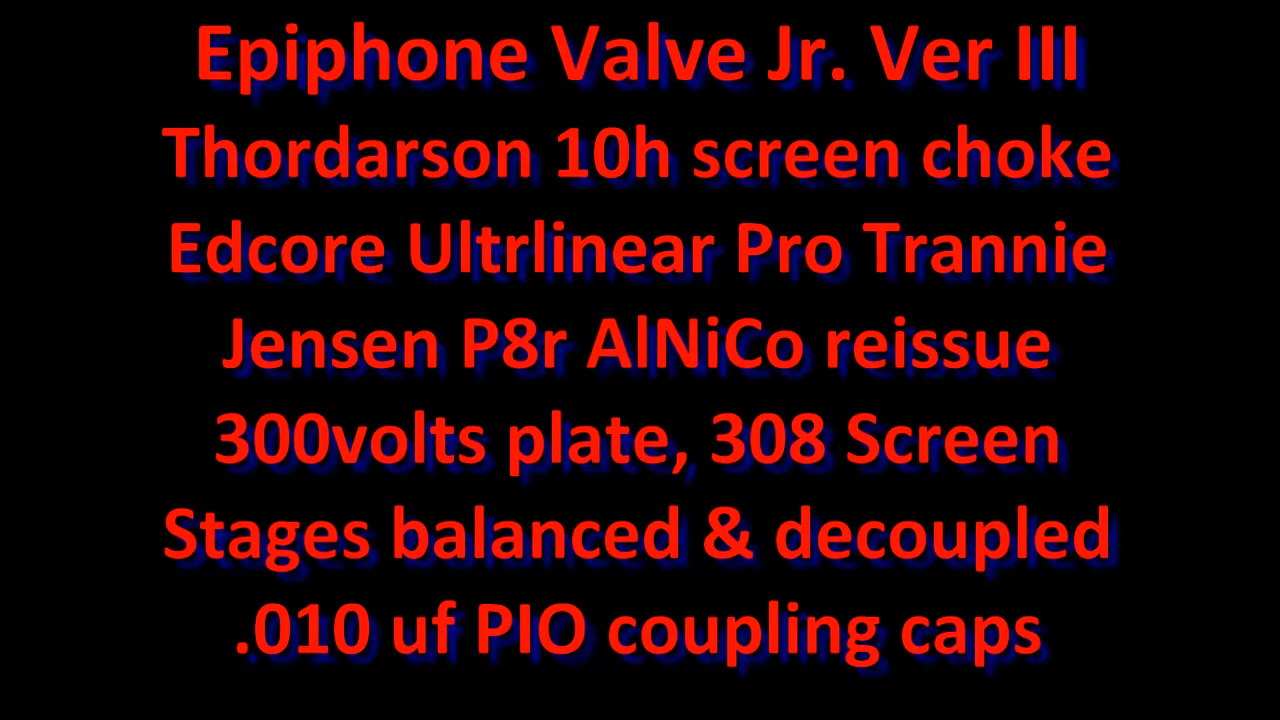 Epiphone Valve Jr. Ver III
Thordarson 10h screen choke
Edcore Ultrlinear Pro Trannie
Jensen P8r AlNiCo reissue
300volts plate, 308 Screen
Stages balanced & decoupled
.010 uf PIO coupling caps